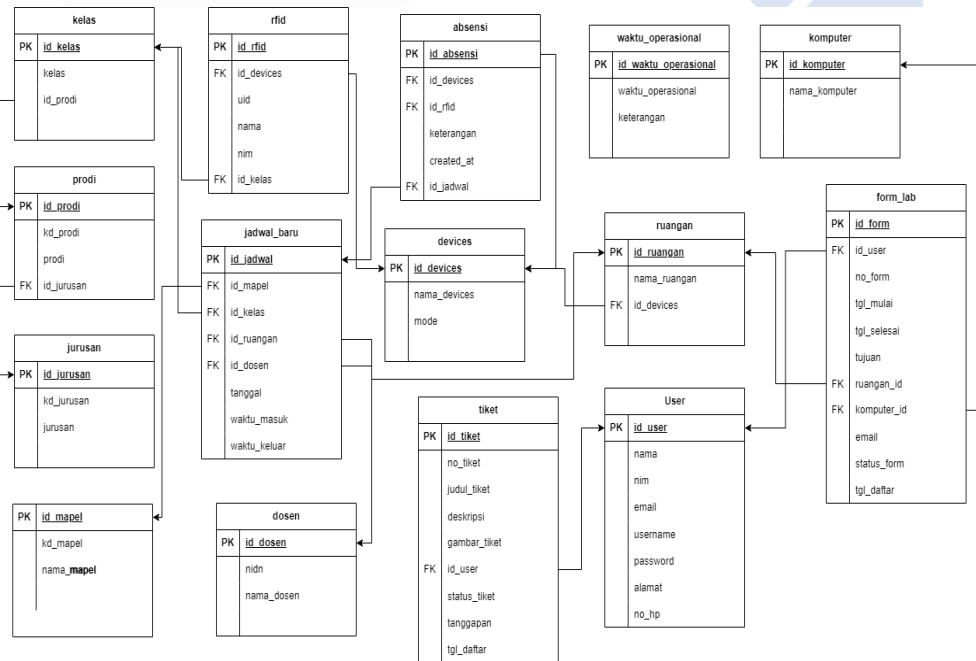 kelas
PK id_kelas
kelas
id_prodi
rfid
PK id_rfid
FK id_devices
uid
nama
nim
FK id_kelas
absensi
PK id_absensi
FK id_devices
FK id_rfid
keterangan
created_at
FK id_jadwal
waktu_operasional
PK id_waktu_operasional
waktu_operasional
keterangan
komputer
PK id_komputer
nama_komputer
prodi
PK id_prodi
kd_prodi
prodi
FK id_jurusan
jadwal_baru
PK id_jadwal
FK id_mapel
FK id_kelas
FK id_ruangan
FK id_dosen
tanggal
waktu_masuk
waktu_keluar
devices
PK id_devices
nama_devices
mode
ruangan
PK id_ruangan
nama_ruangan
FK id_devices
form_lab
PK id_form
FK id_user
no_form
tgl_mulai
tgl_selesai
tujuan
FK ruangan_id
FK komputer_id
email
status_form
tgl_daftar
jurusan
PK id_jurusan
kd_jurusan
jurusan
PK id_mapel
kd_mapel
nama_mapel
dosen
PK id_dosen
nidn
nama_dosen
tiket
PK id_tiket
no_tiket
judul_tiket
deskripsi
gambar_tiket
FK id_user
status_tiket
tanggapan
tgl_daftar
User
PK id_user
nama
nim
email
username
password
alamat
no_hp